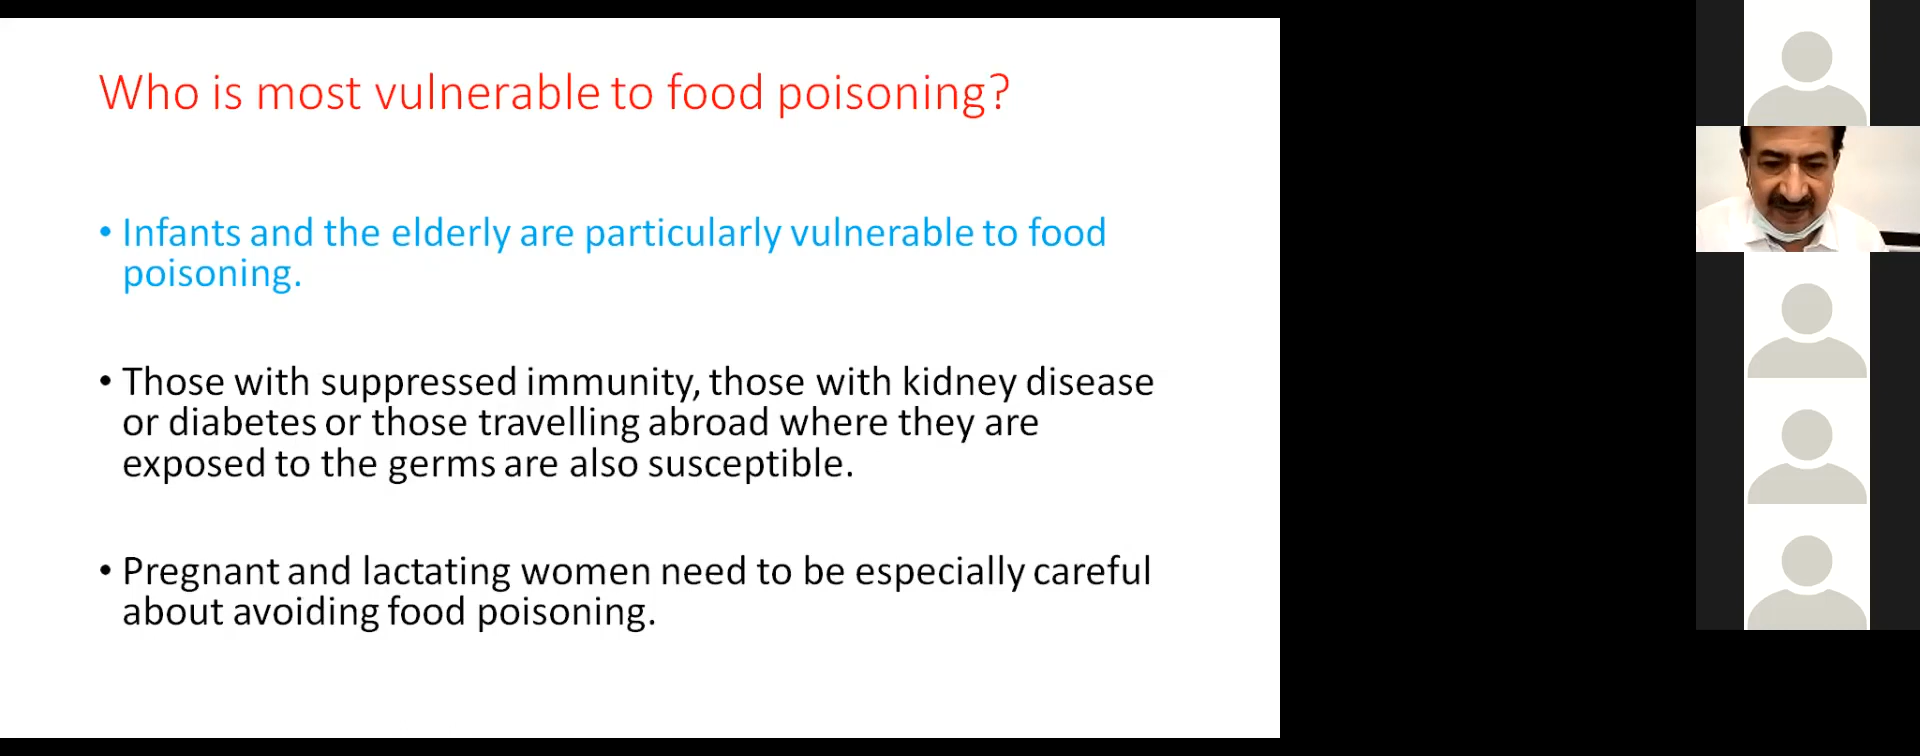 Who is most vulnerable to food poisoning?
• Infants and the elderly are particularly vulnerable to food
poisoning.
• Those with suppressed immunity, those with kidney disease
or diabetes or those travelling abroad where they are
exposed to the germs are also susceptible.
• Pregnant and lactating women need to be especially careful
about avoiding food poisoning.